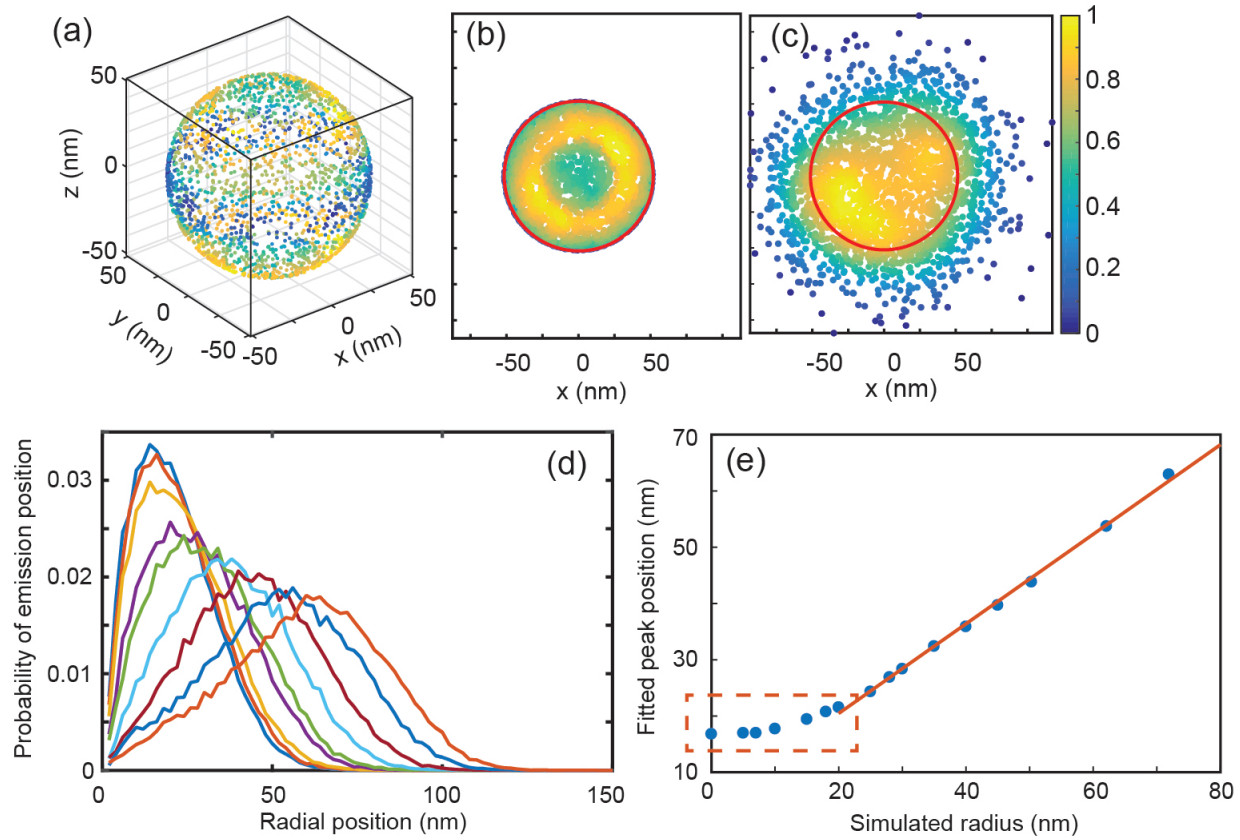 (a)
50
0
-50
z (nm)
50
0
-50
y (nm)
-50
0
50
x (nm)
(b)
-50
0
50
x (nm)
(c)
-50
0
50
x (nm)
1
0.8
0.6
0.4
0.2
0
(d)
Probability of emission position
0.03
0.02
0.01
0
0
50
100
150
Radial position (nm)
(e)
Fitted peak position (nm)
70
50
30
10
0
20
40
60
80
Simulated radius (nm)